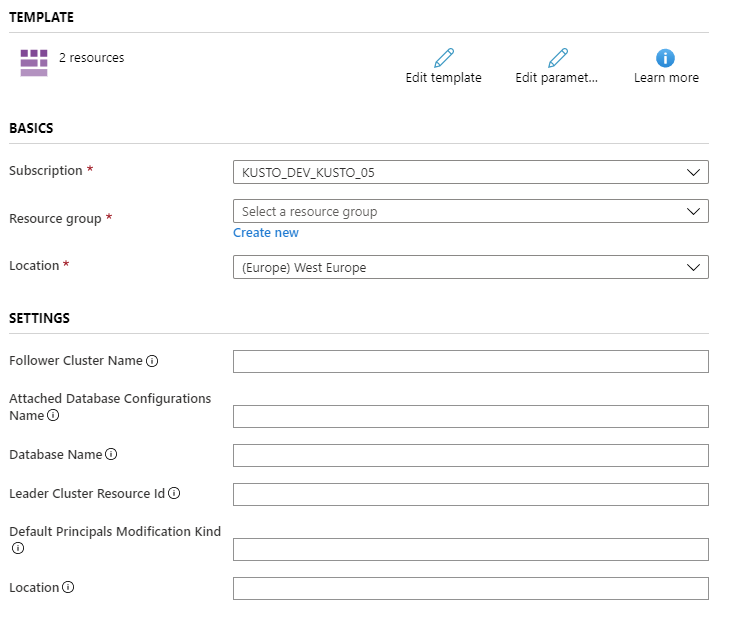 TEMPLATE
2 resources
Edit template
Edit paramet...
Learn more
BASICS
Subscription *
KUSTO_DEV_KUSTO_05
Resource group *
Select a resource group
Create new
Location *
(Europe) West Europe
SETTINGS
Follower Cluster Name
Attached Database Configurations
Name
Database Name
Leader Cluster Resource Id
Default Principals Modification Kind
Location